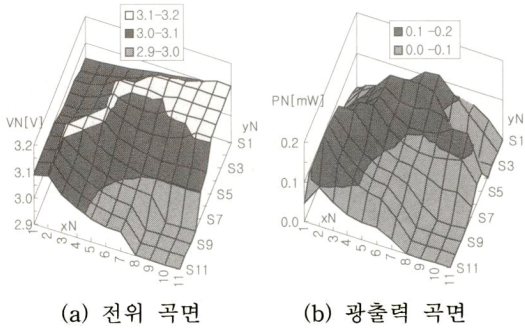 3.1-3.2
3.0-3.1
2.9-3.0
VN[V]
3.2
3.1
3.0
2.9
xN
1 2 3 4 5 6 7 8 9 10 11
yN
S1
S3
S5
S7
S9
S11
(a) 전위 곡면
0.1 -0.2
0.0 -0.1
PN[mW]
0.2
0.1
0.0
xN
1 2 3 4 5 6 7 8 9 10 11
yN
S1
S3
S5
S7
S9
S11
(b) 광출력 곡면